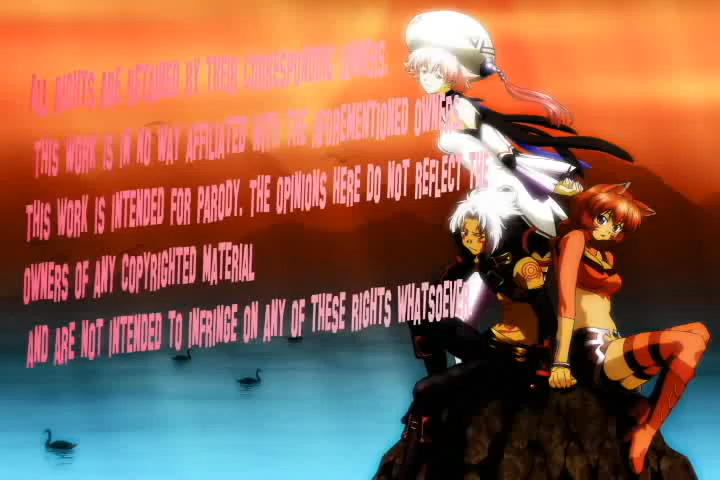 ALL RIGHTS ARE RETAINED BY THEIR CORRESPONDING OWNERS.
THIS WORK IS IN NO WAY AFFILIATED WITH THE AFOREMENTIONED OWNERS
THIS WORK IS INTENDED FOR PARODY. THE OPINIONS HERE DO NOT REFLECT THE
OWNERS OF ANY COPYRIGHTED MATERIAL
AND ARE NOT INTENDED TO INFRINGE ON ANY OF THESE RIGHTS WHATSOEVER.